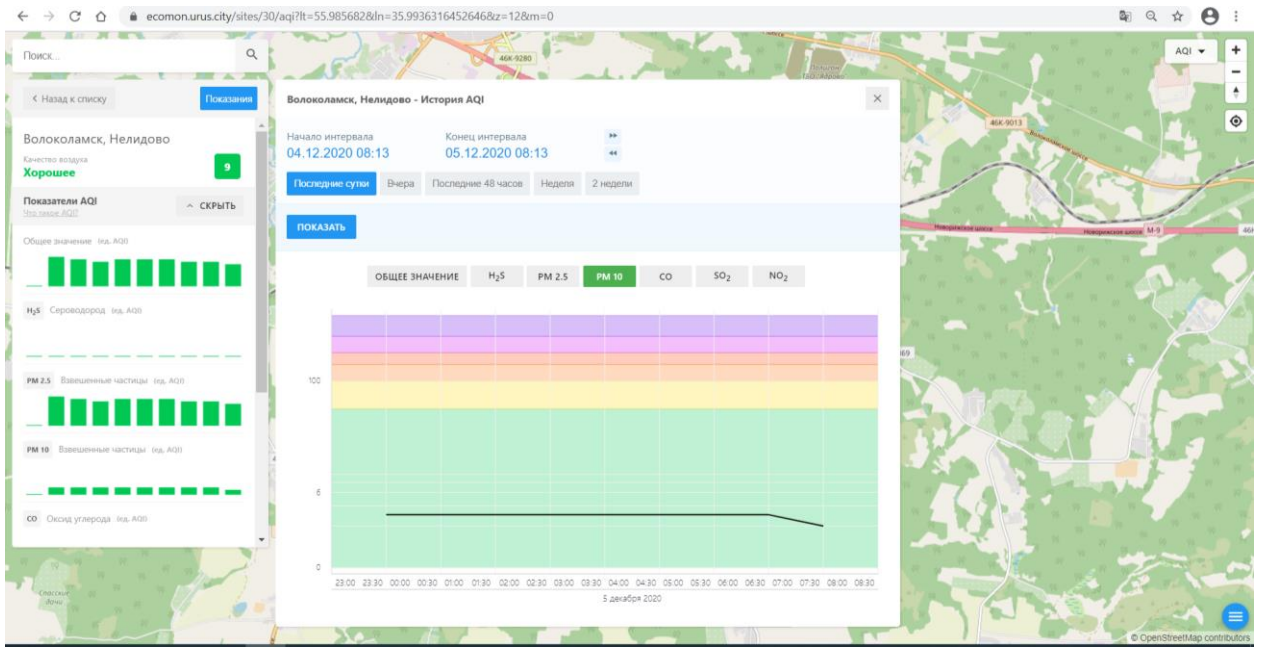 ecomon.urus.city/sites/30/aqi?lt=55.985682&ln=35.9936316452646&z=12&m=0
Поиск...
46K-9280
AQI
Назад к списку
Показания
Волоколамск, Нелидово - История AQI
46K-9013
Волоколамское шоссе
Волоколамск, Нелидово
Качество воздуха
Хорошее
9
Начало интервала
Конец интервала
04.12.2020 08:13
05.12.2020 08:13
Последние сутки
Вчера
Последние 48 часов
Неделя
2 недели
Показатели AQI
Что такое AQI?
СКРЫТЬ
ПОКАЗАТЬ
Новорижское шоссе
Новорижское шоссе
M-9
Общее значение (ед. AQI)
ОБЩЕЕ ЗНАЧЕНИЕ
H₂S
PM 2.5
PM 10
CO
SO₂
NO₂
H₂S Сероводород (ед. AQI)
PM 2.5 Взвешенные частицы (ед. AQI)
100
PM 10 Взвешенные частицы (ед. AQI)
6
CO Оксид углерода (ед. AQI)
0
23:00 23:30 00:00 00:30 01:00 01:30 02:00 02:30 03:00 03:30 04:00 04:30 05:00 05:30 06:00 06:30 07:00 07:30 08:00 08:30
5 декабря 2020
Спасские
© OpenStreetMap contributors